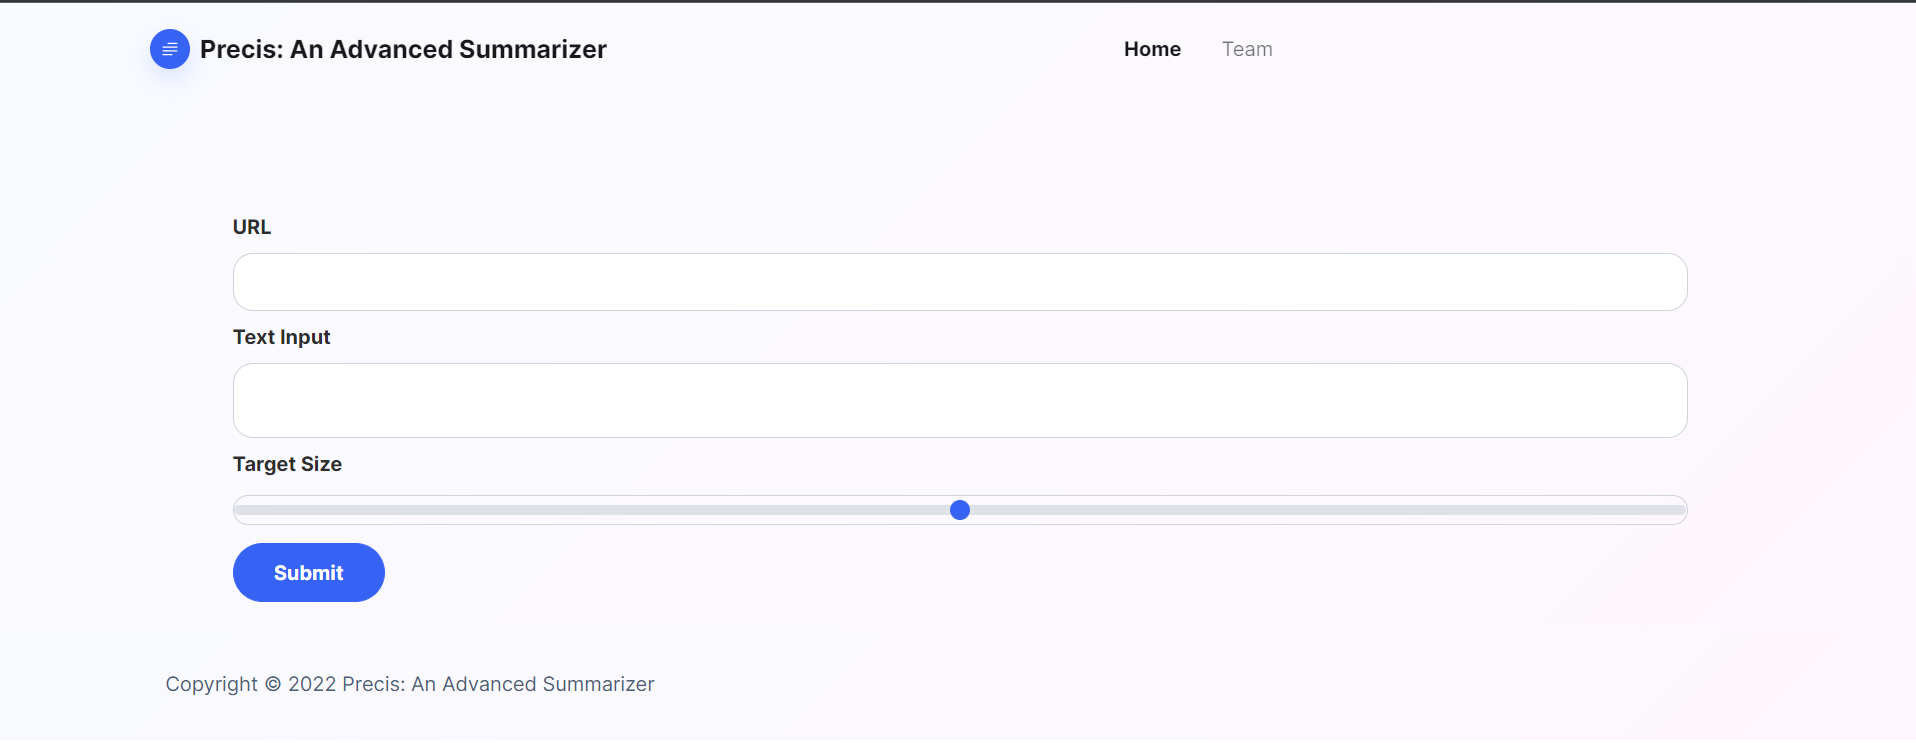 Precis: An Advanced Summarizer
Home Team
URL
Text Input
Target Size
Submit
Copyright © 2022 Precis: An Advanced Summarizer